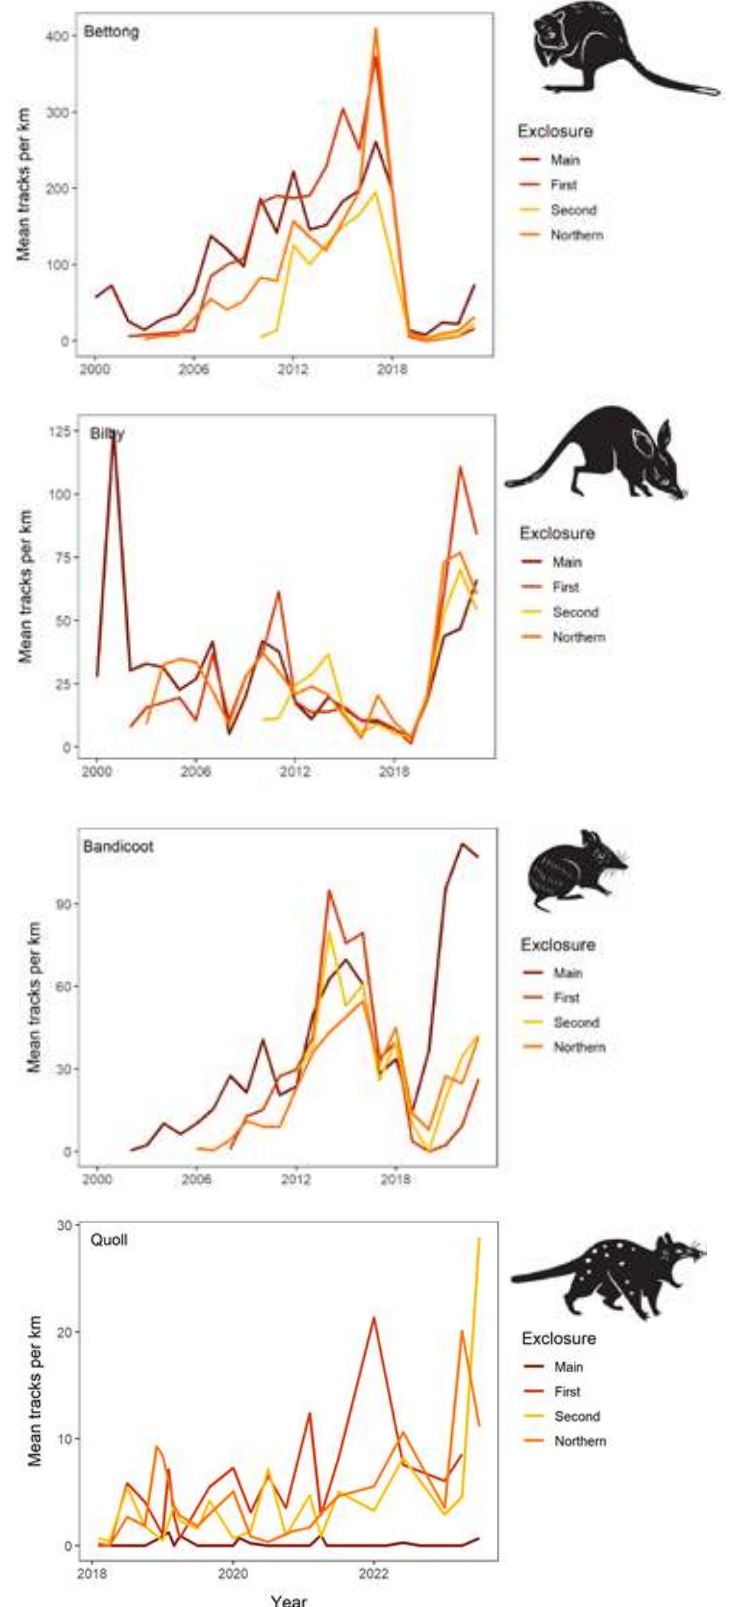 Bettong
400
300
200
100
0
Mean tracks per km
2000 2006 2012 2018
Exclosure
Main
First
Second
Northern
Bilby
125
100
75
50
25
0
Mean tracks per km
2000 2006 2012 2018
Exclosure
Main
First
Second
Northern
Bandicoot
90
60
30
0
Mean tracks per km
2000 2006 2012 2018
Exclosure
Main
First
Second
Northern
Quoll
30
20
10
0
Mean tracks per km
2018 2020 2022
Year
Exclosure
Main
First
Second
Northern